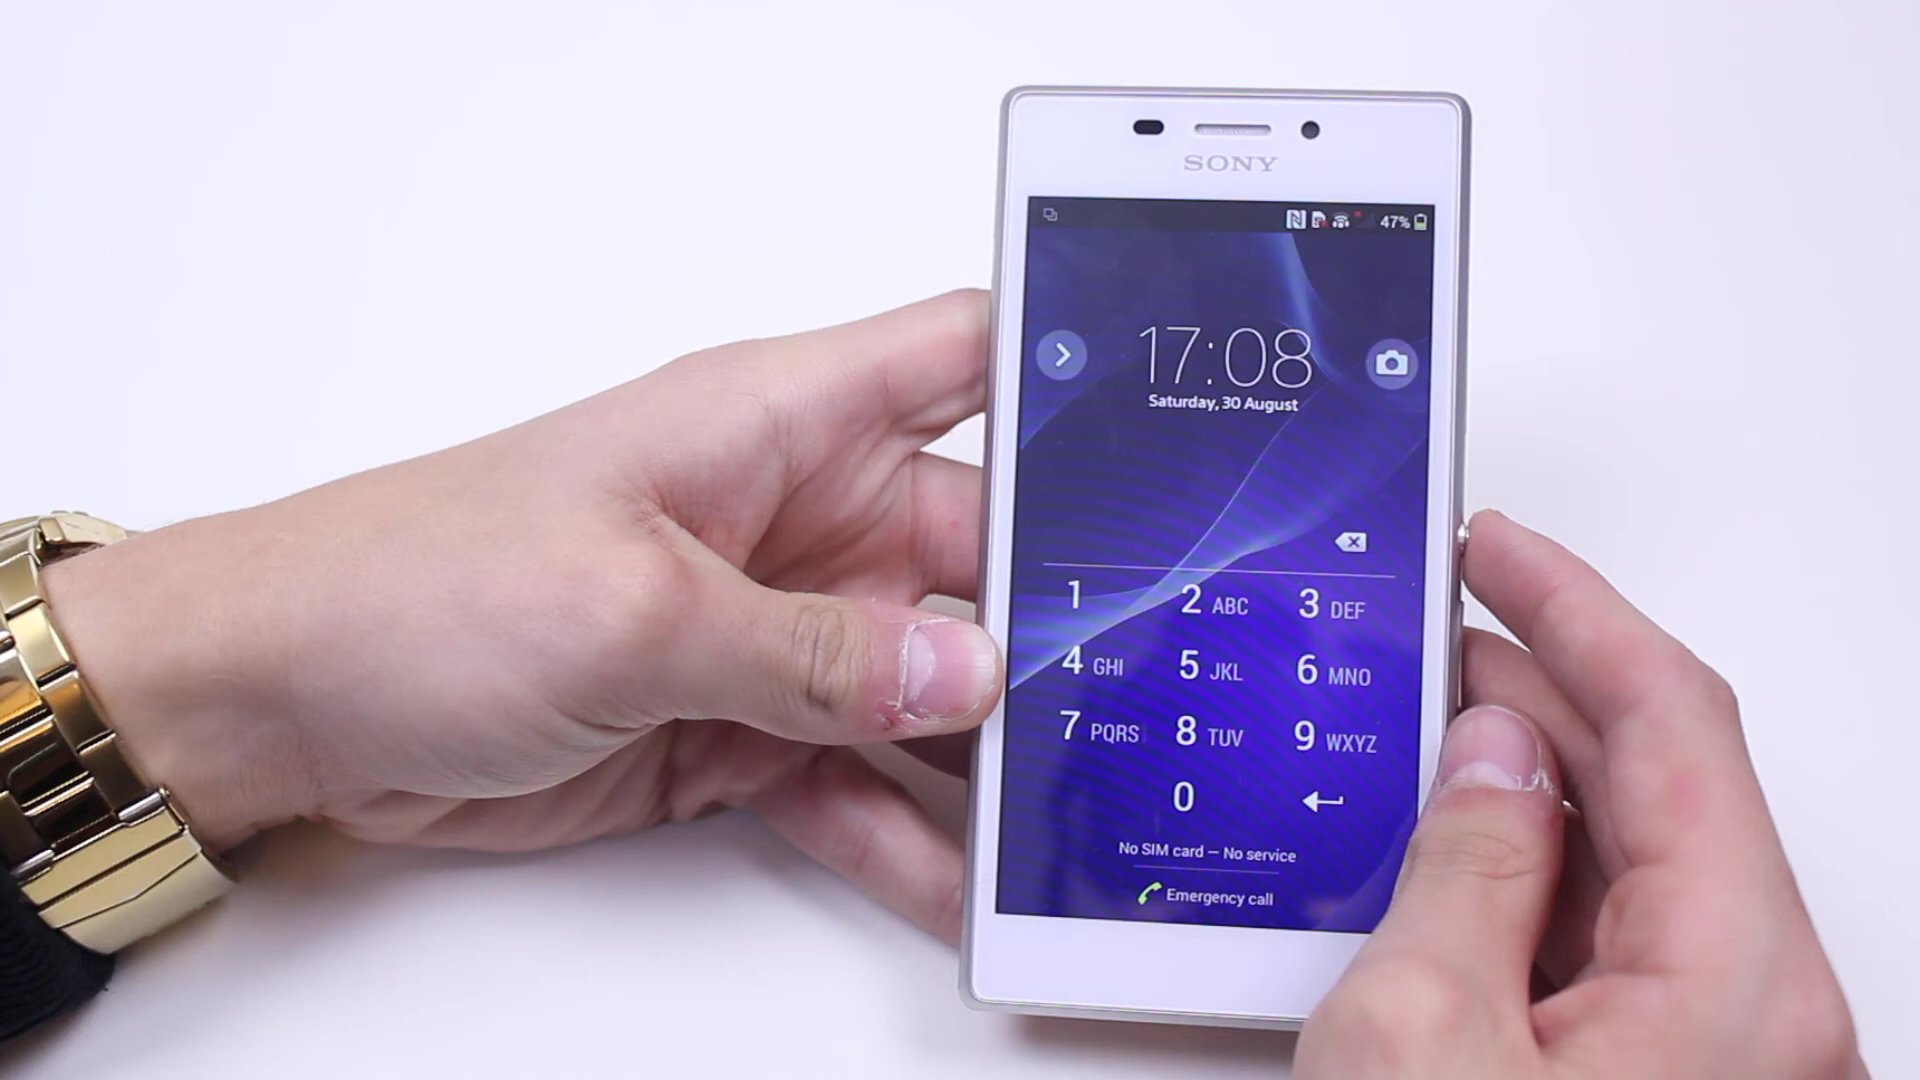 SONY
47%
17:08
Saturday, 30 August
1 2 ABC 3 DEF
4 GHI 5 JKL 6 MNO
7 PQRS 8 TUV 9 WXYZ
0
No SIM card — No service
Emergency call